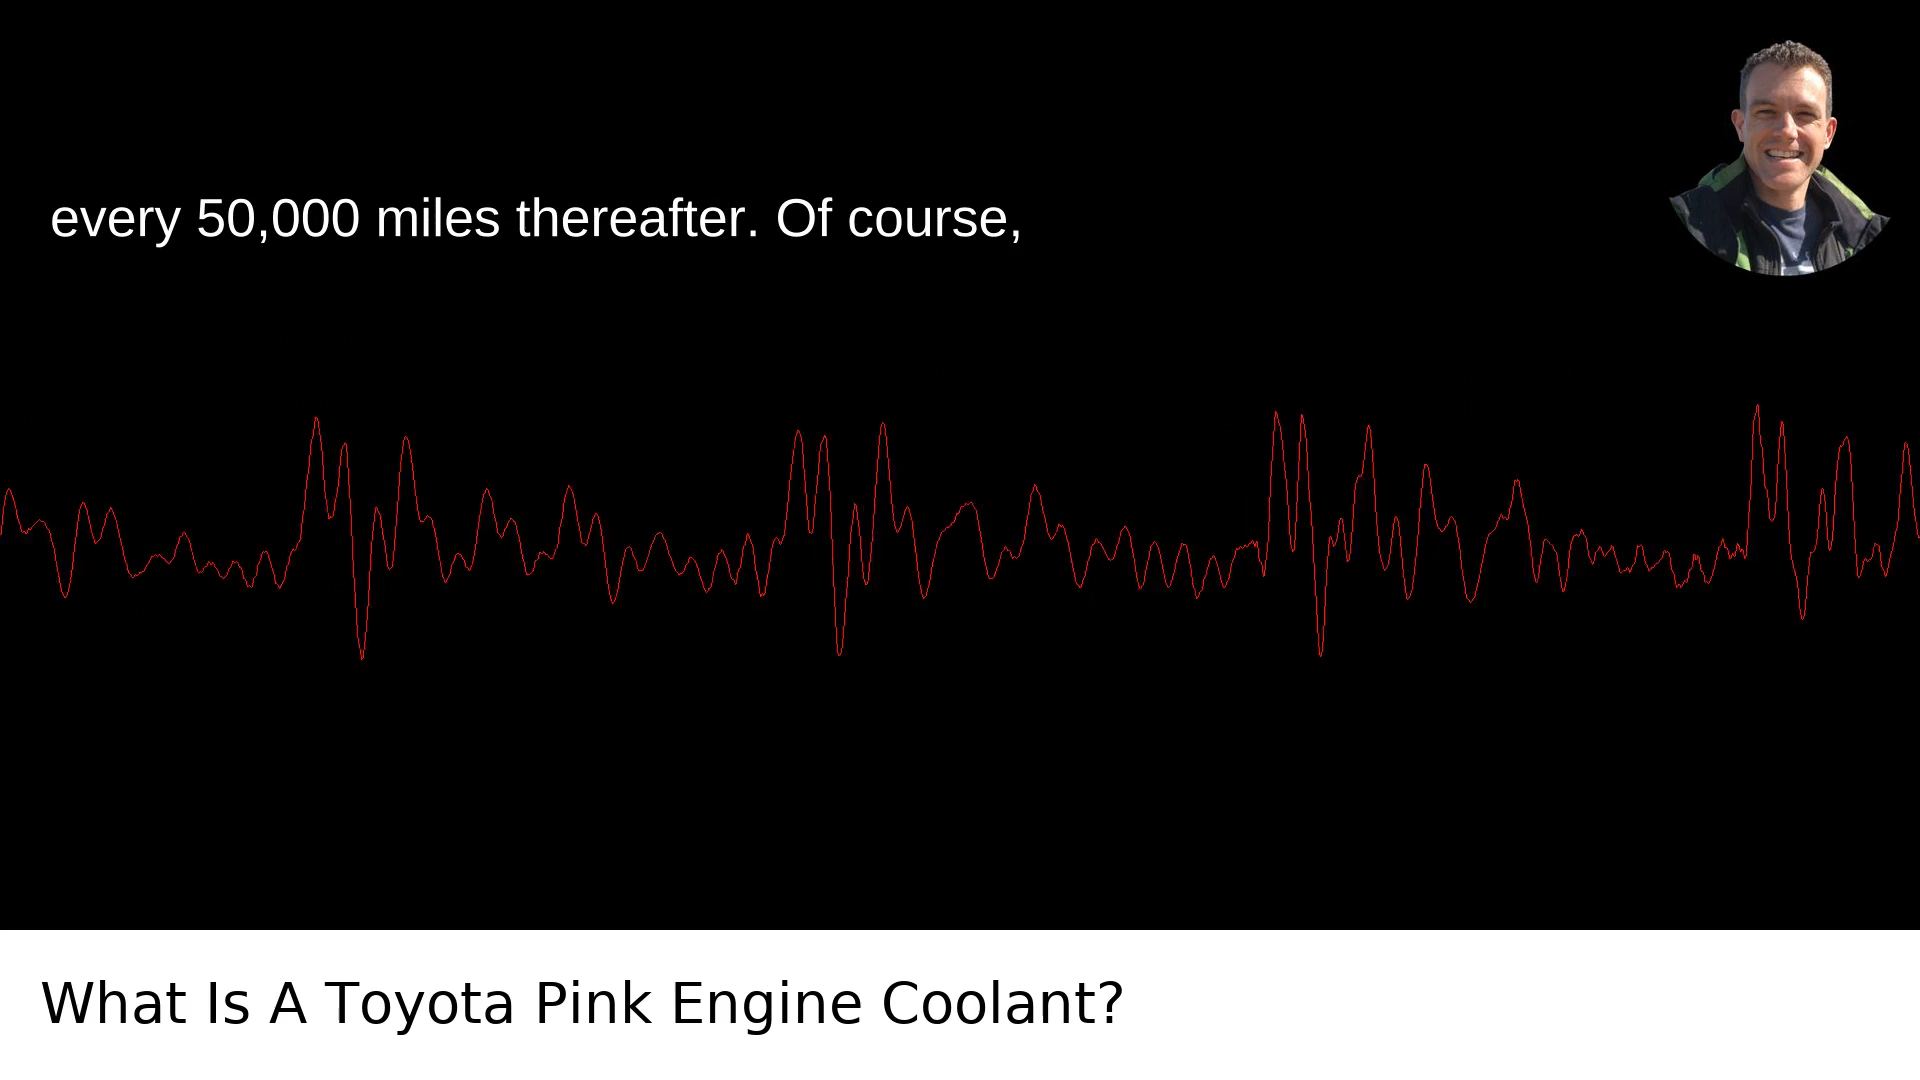 every 50,000 miles thereafter. Of course,
What Is A Toyota Pink Engine Coolant?